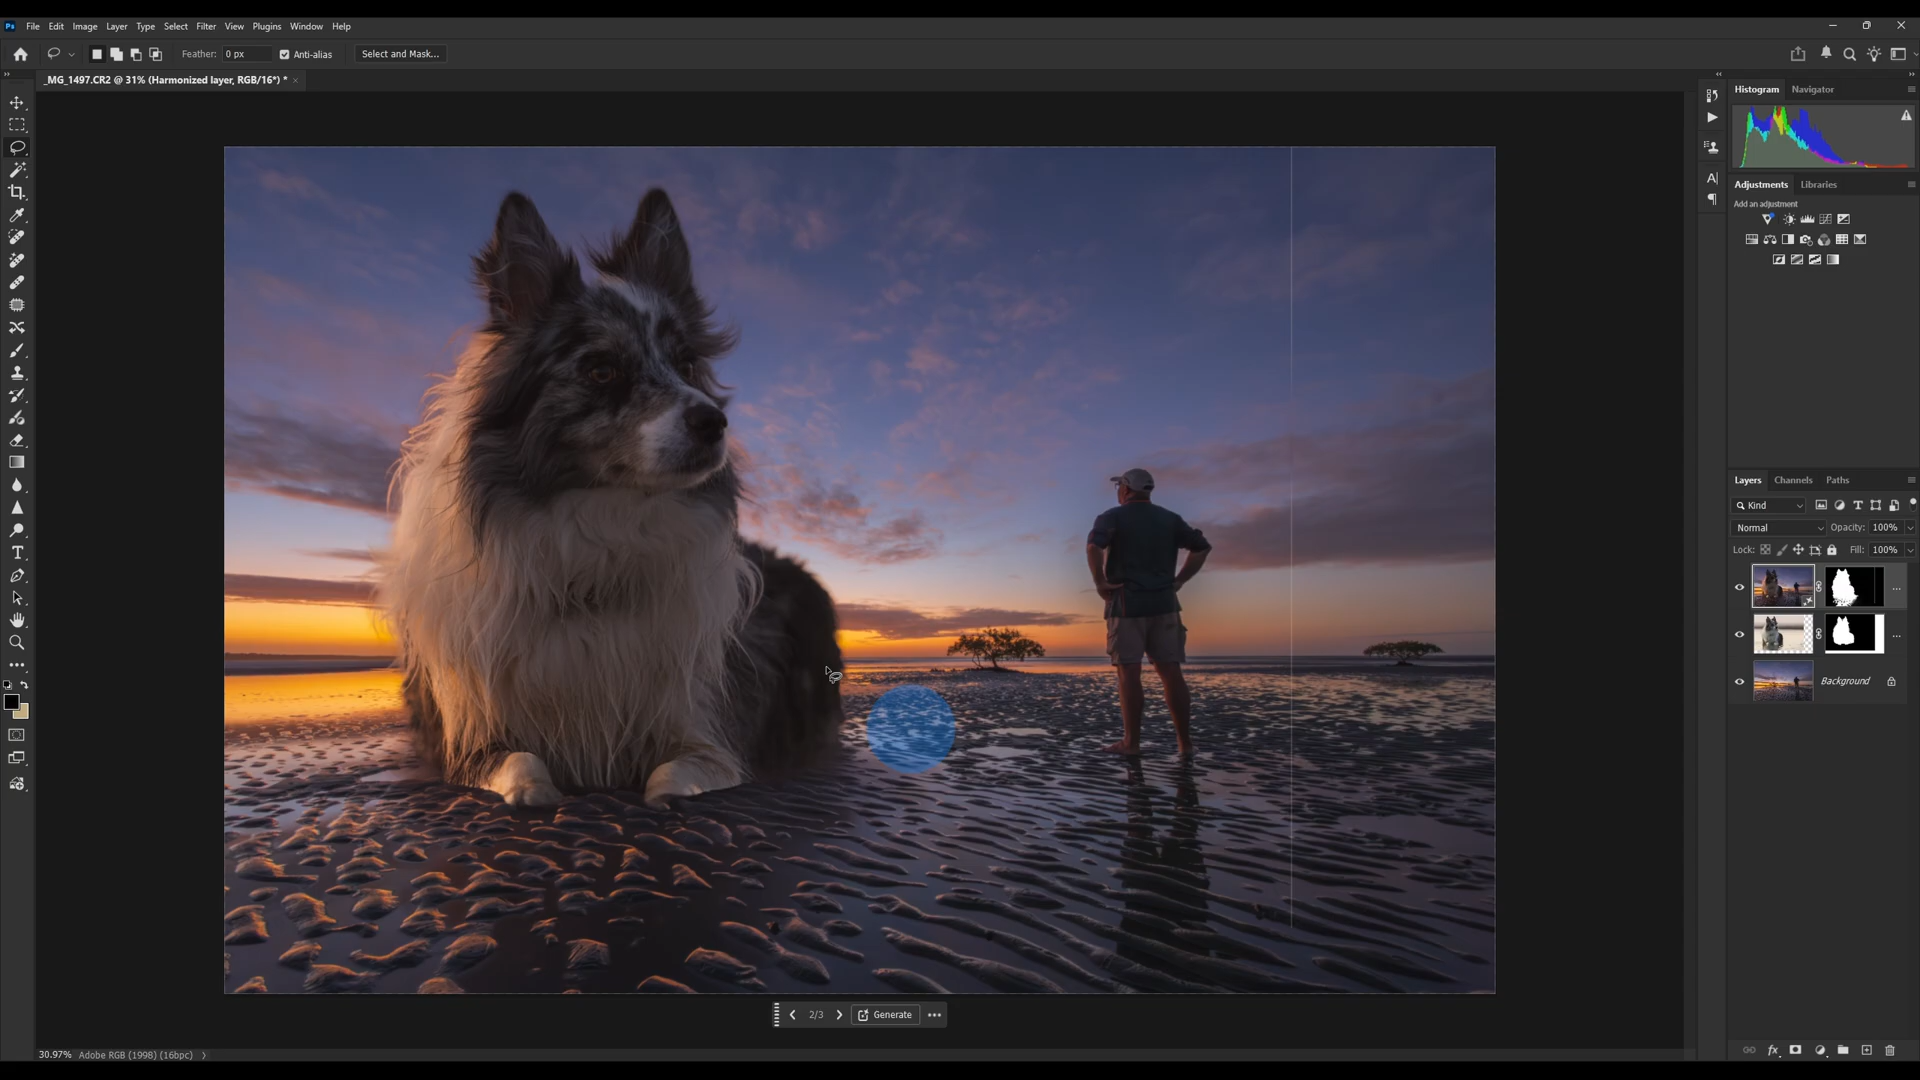 Ps File Edit Image Layer Type Select Filter View Plugins Window Help
Feather: 0 px Anti-alias Select and Mask...
_MG_1497.CR2 @ 31% (Harmonized layer, RGB/16*) *
Histogram Navigator
Adjustments Libraries
Add an adjustment
Layers Channels Paths
Kind
Normal Opacity: 100%
Lock: Fill: 100%
Background
2/3 Generate
30.97% Adobe RGB (1998) (16bpc)